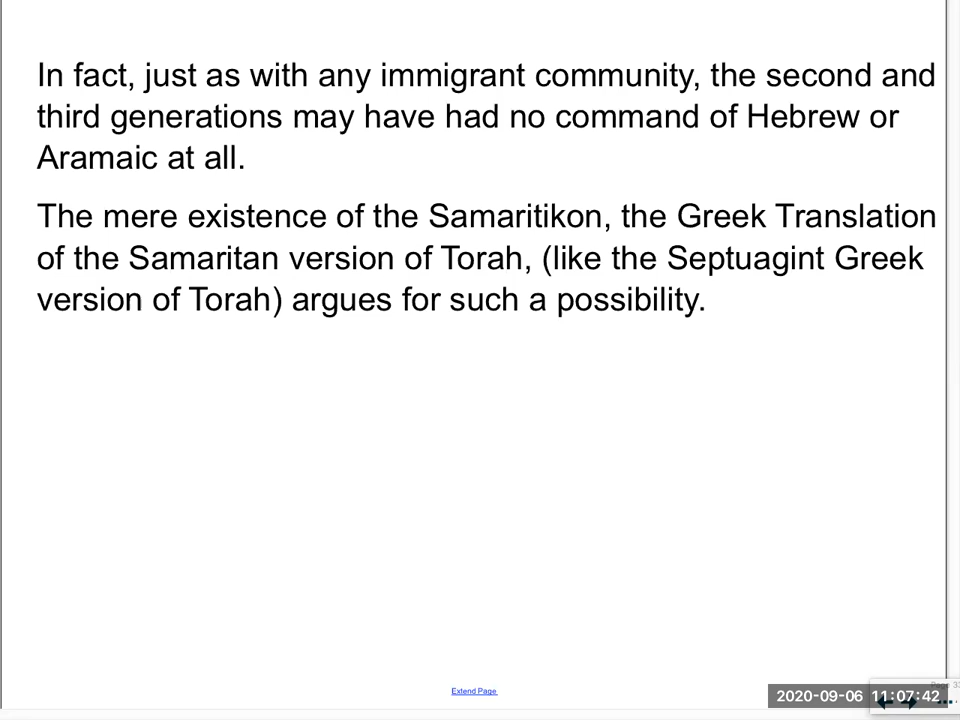 In fact, just as with any immigrant community, the second and
third generations may have had no command of Hebrew or
Aramaic at all.
The mere existence of the Samaritikon, the Greek Translation
of the Samaritan version of Torah, (like the Septuagint Greek
version of Torah) argues for such a possibility.
Extend Page
2020-09-06 11:07:42